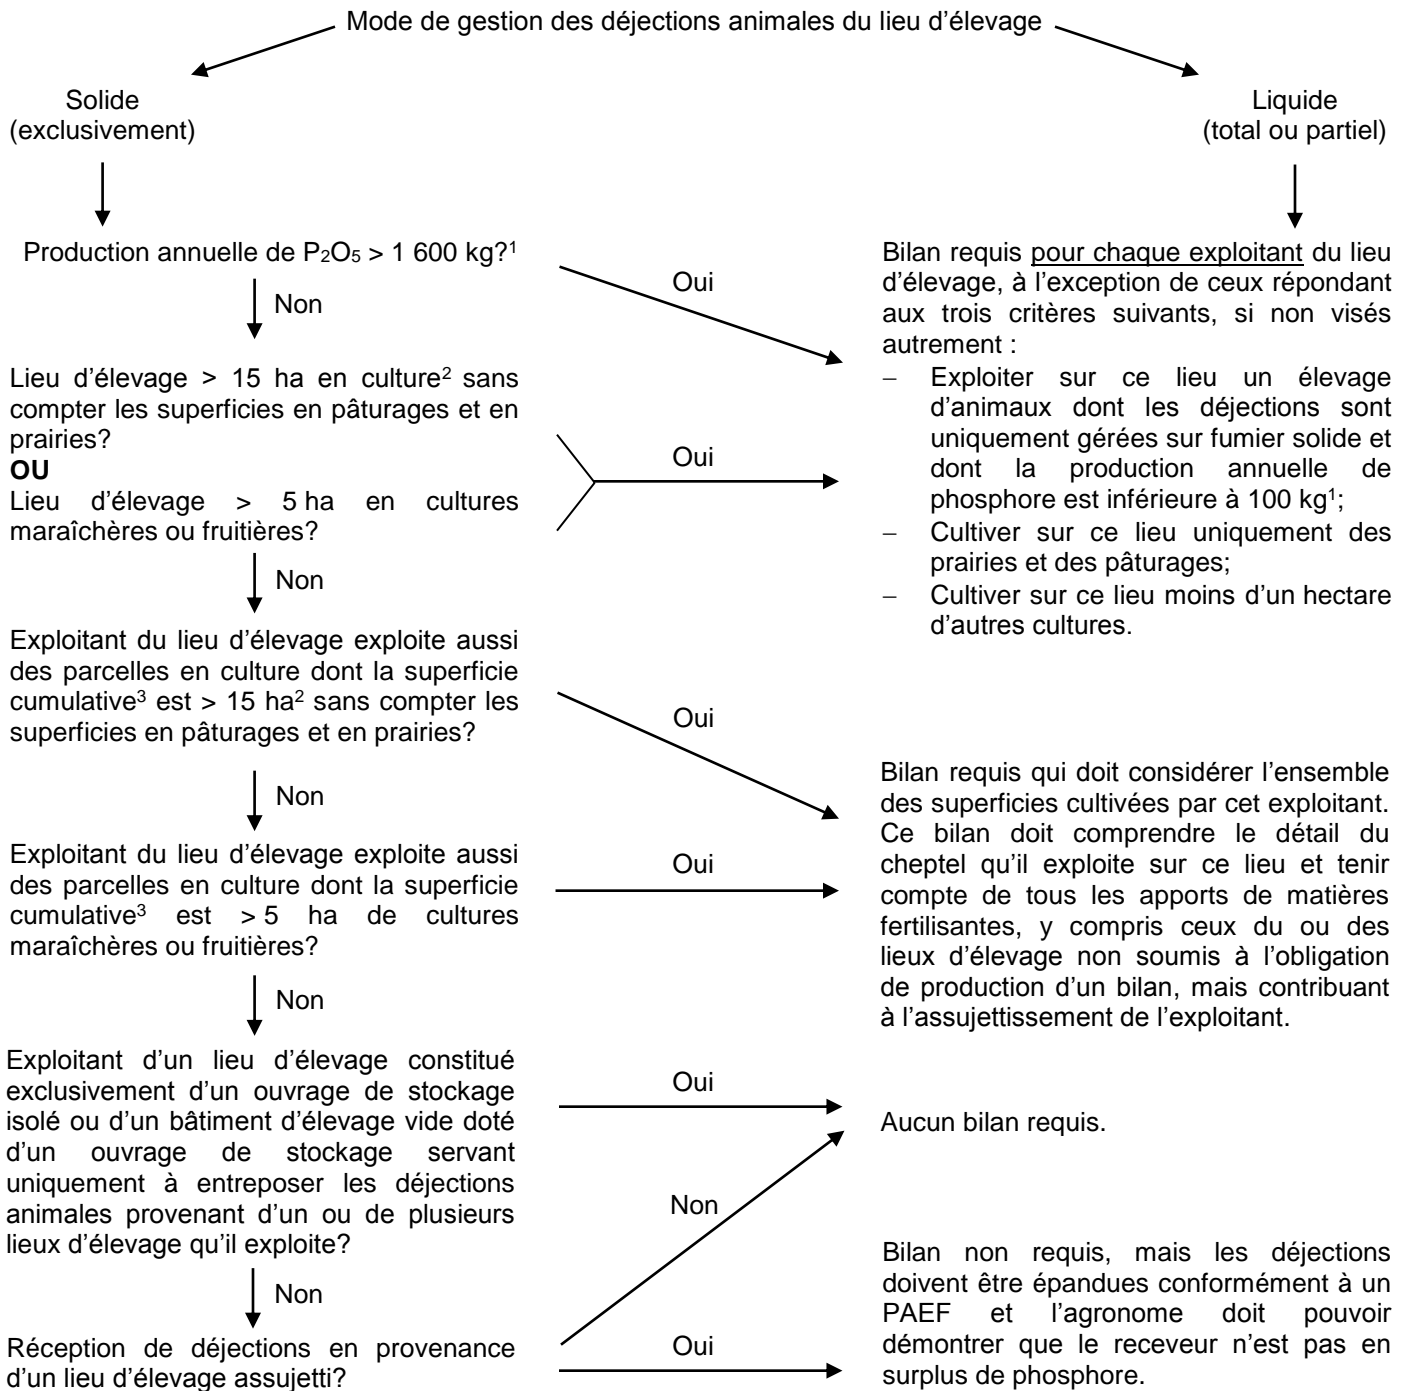 Mode de gestion des déjections animales du lieu d’élevage
Solide
(exclusivement)
Liquide
(total ou partiel)
Production annuelle de P₂O₅ > 1 600 kg?¹
Oui
Non
Bilan requis pour chaque exploitant du lieu
d’élevage, à l’exception de ceux répondant
aux trois critères suivants, si non visés
autrement :
− Exploiter sur ce lieu un élevage
d’animaux dont les déjections sont
uniquement gérées sur fumier solide et
dont la production annuelle de
phosphore est inférieure à 100 kg¹;
− Cultiver sur ce lieu uniquement des
prairies et des pâturages;
− Cultiver sur ce lieu moins d’un hectare
d’autres cultures.
Lieu d’élevage > 15 ha en culture² sans
compter les superficies en pâturages et en
prairies?
OU
Lieu d’élevage > 5 ha en cultures
maraîchères ou fruitières?
Oui
Non
Exploitant du lieu d’élevage exploite aussi
des parcelles en culture dont la superficie
cumulative³ est > 15 ha² sans compter les
superficies en pâturages et en prairies?
Oui
Non
Bilan requis qui doit considérer l’ensemble
des superficies cultivées par cet exploitant.
Ce bilan doit comprendre le détail du
cheptel qu’il exploite sur ce lieu et tenir
compte de tous les apports de matières
fertilisantes, y compris ceux du ou des
lieux d’élevage non soumis à l’obligation
de production d’un bilan, mais contribuant
à l’assujettissement de l’exploitant.
Exploitant du lieu d’élevage exploite aussi
des parcelles en culture dont la superficie
cumulative³ est > 5 ha de cultures
maraîchères ou fruitières?
Oui
Non
Exploitant d’un lieu d’élevage constitué
exclusivement d’un ouvrage de stockage
isolé ou d’un bâtiment d’élevage vide doté
d’un ouvrage de stockage servant
uniquement à entreposer les déjections
animales provenant d’un ou de plusieurs
lieux d’élevage qu’il exploite?
Oui
Aucun bilan requis.
Non
Non
Réception de déjections en provenance
d’un lieu d’élevage assujetti?
Oui
Bilan non requis, mais les déjections
doivent être épandues conformément à un
PAEF et l’agronome doit pouvoir
démontrer que le receveur n’est pas en
surplus de phosphore.